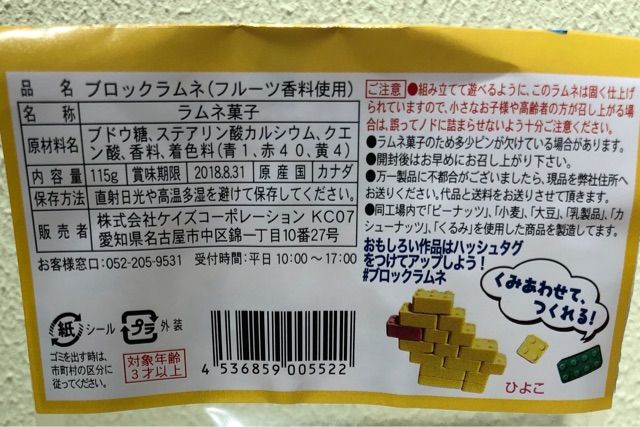 品 名 ブロックラムネ(フルーツ香料使用)
名 称 ラムネ菓子
原材料名 ブドウ糖、ステアリン酸カルシウム、クエ
ン酸、香料、着色料(青1、赤40、黄4)
内容量 115g 賞味期限 2018.8.31 原産国 カナダ
保存方法 直射日光や高温多湿を避けて保存してください。
販売者 株式会社ケイズコーポレーション KC07
愛知県名古屋市中区錦一丁目10番27号
お客様窓口:052-205-9531 受付時間:平日 10:00〜17:00
紙 シール プラ 外装
ゴミを出す時は、
市町村の区分に
従ってください。
対象年齢
3才以上
4 536859 005522
ご注意 ●組み立てて遊べるように、このラムネは固く仕上げ
られていますので、小さなお子様や高齢者の方が召し上がる場合
は、誤ってノドに詰まらせないよう十分ご注意ください。
●ラムネ菓子のため多少ピンが欠けている場合があります。
●開封後はお早めにお召し上がり下さい。
●万一製品に不都合がございましたら、現品を弊社住所へ
お送りください。代品と送料をお送りさせて頂きます。
●同工場内で「ピーナッツ」、「小麦」、「大豆」、「乳製品」、「カ
シューナッツ」、「くるみ」を使用した商品を製造してます。
おもしろい作品はハッシュタグ
をつけてアップしよう!
#ブロックラムネ
くみあわせて、
つくれる!
ひよこ